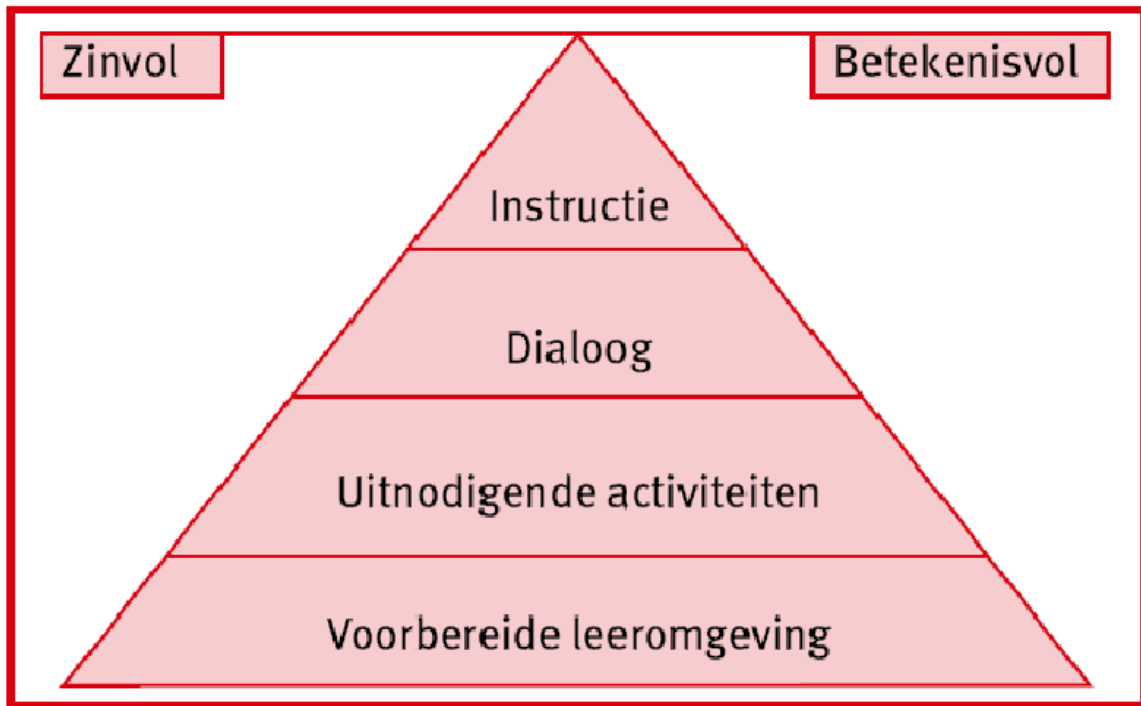 Zinvol
Betekenisvol
Instructie
Dialoog
Uitnodigende activiteiten
Voorbereide leeromgeving